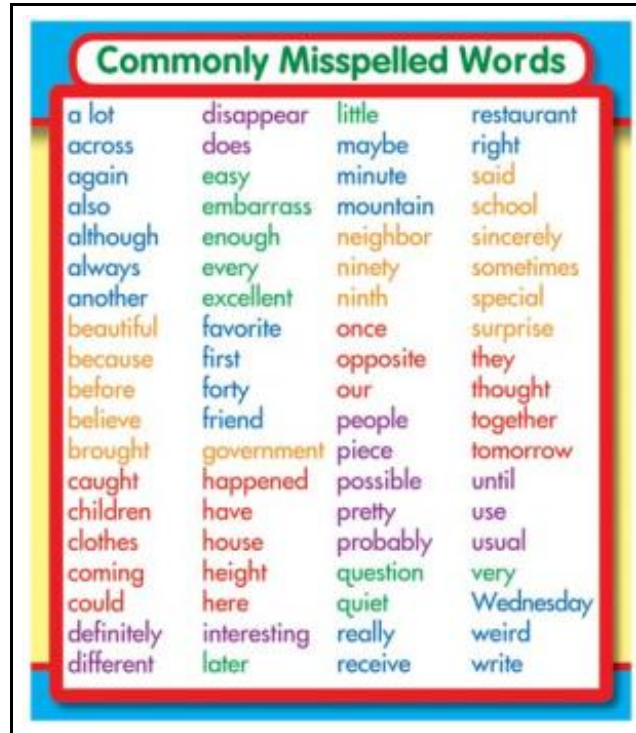 Commonly Misspelled Words
a lot
across
again
also
although
always
another
beautiful
because
before
believe
brought
caught
children
clothes
coming
could
definitely
different
disappear
does
easy
embarrass
enough
every
excellent
favorite
first
forty
friend
government
happened
have
house
height
here
interesting
later
little
maybe
minute
mountain
neighbor
ninety
ninth
once
opposite
our
people
piece
possible
pretty
probably
question
quiet
really
receive
restaurant
right
said
school
sincerely
sometimes
special
surprise
they
thought
together
tomorrow
until
use
usual
very
Wednesday
weird
write